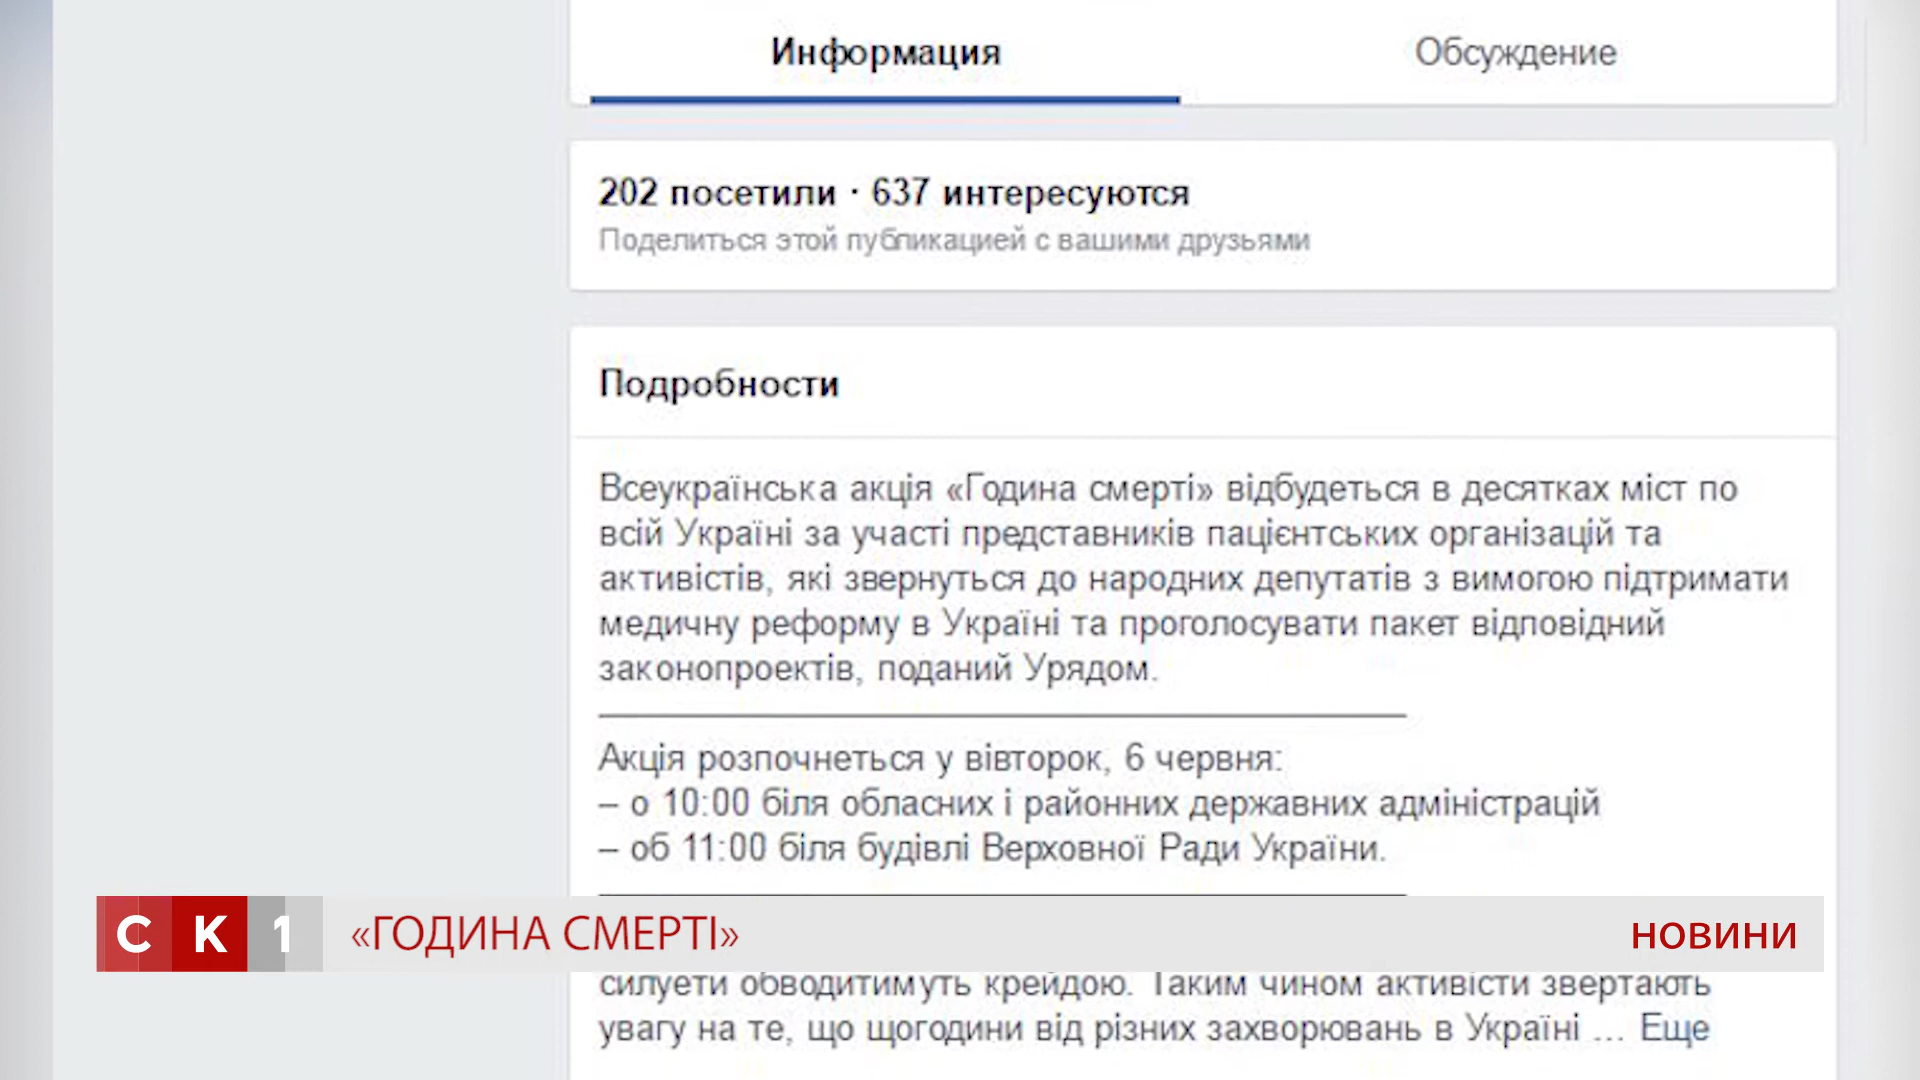 Информация
Обсуждение
202 посетили · 637 интересуются
Поделиться этой публикацией с вашими друзьями
Подробности
Всеукраїнська акція «Година смерті» відбудеться в десятках міст по
всій Україні за участі представників пацієнтських організацій та
активістів, які звернуться до народних депутатів з вимогою підтримати
медичну реформу в Україні та проголосувати пакет відповідний
законопроектів, поданий Урядом.
Акція розпочнеться у вівторок, 6 червня:
– о 10:00 біля обласних і районних державних адміністрацій
– об 11:00 біля будівлі Верховної Ради України.
СК1 «ГОДИНА СМЕРТІ» НОВИНИ
силуети обводитимуть крейдою. Таким чином активісти звертають
увагу на те, що щогодини від різних захворювань в Україні ... Еще